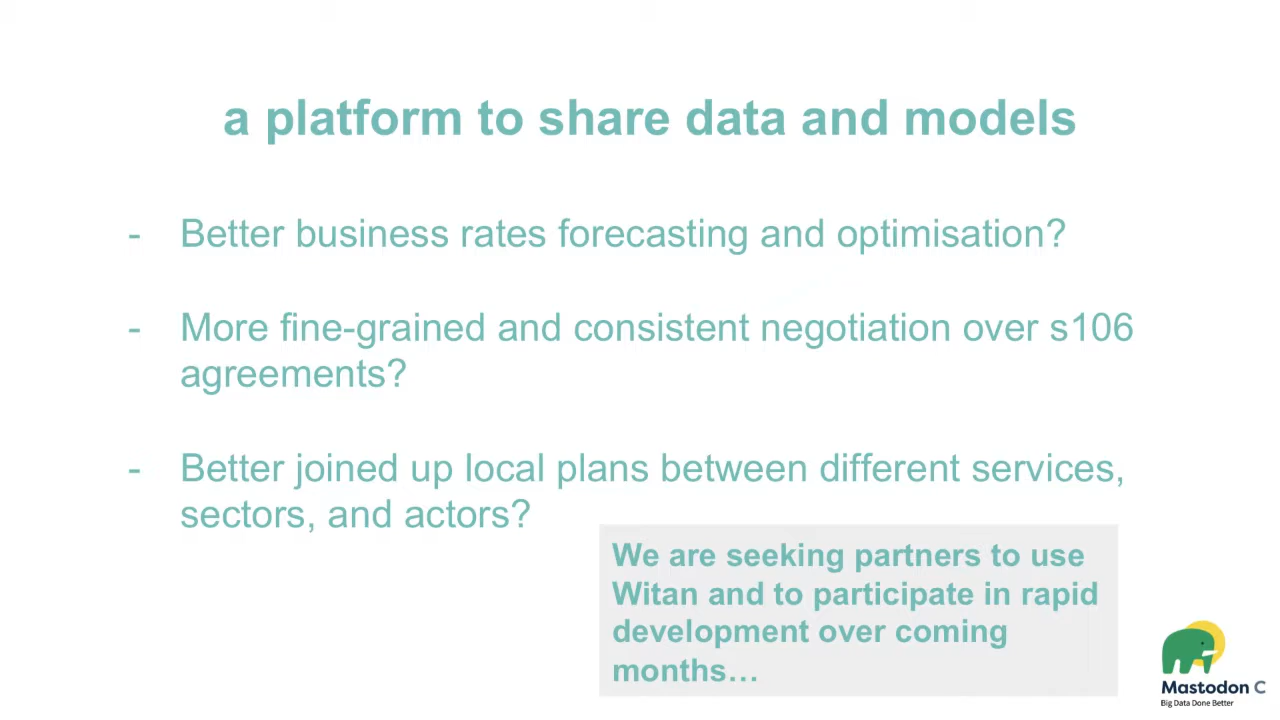 a platform to share data and models
- Better business rates forecasting and optimisation?
- More fine-grained and consistent negotiation over s106
agreements?
- Better joined up local plans between different services,
sectors, and actors?
We are seeking partners to use
Witan and to participate in rapid
development over coming
months…
Mastodon C
Big Data Done Better